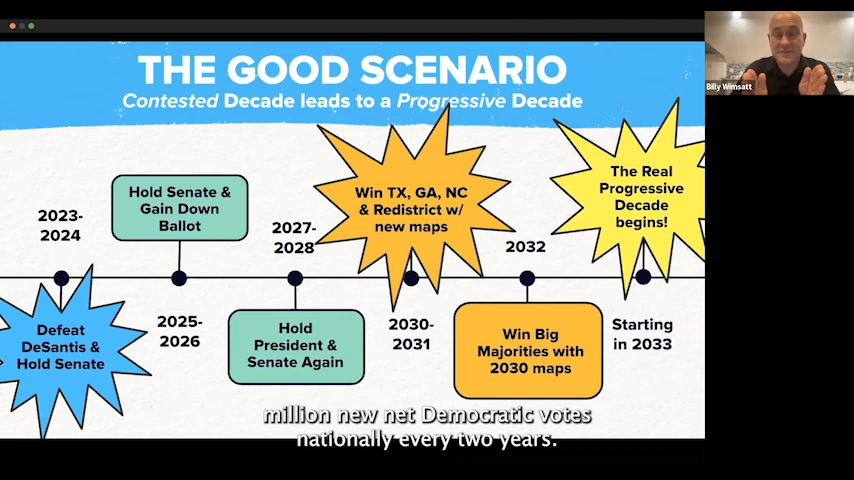 THE GOOD SCENARIO
Contested Decade leads to a Progressive Decade
Billy Wimsatt
2023-
2024
Defeat
DeSantis &
Hold Senate
Hold Senate &
Gain Down
Ballot
2025-
2026
2027-
2028
Hold
President &
Senate Again
Win TX, GA, NC
& Redistrict w/
new maps
2030-
2031
2032
Win Big
Majorities with
2030 maps
The Real
Progressive
Decade
begins!
Starting
in 2033
million new net Democratic votes
nationally every two years.